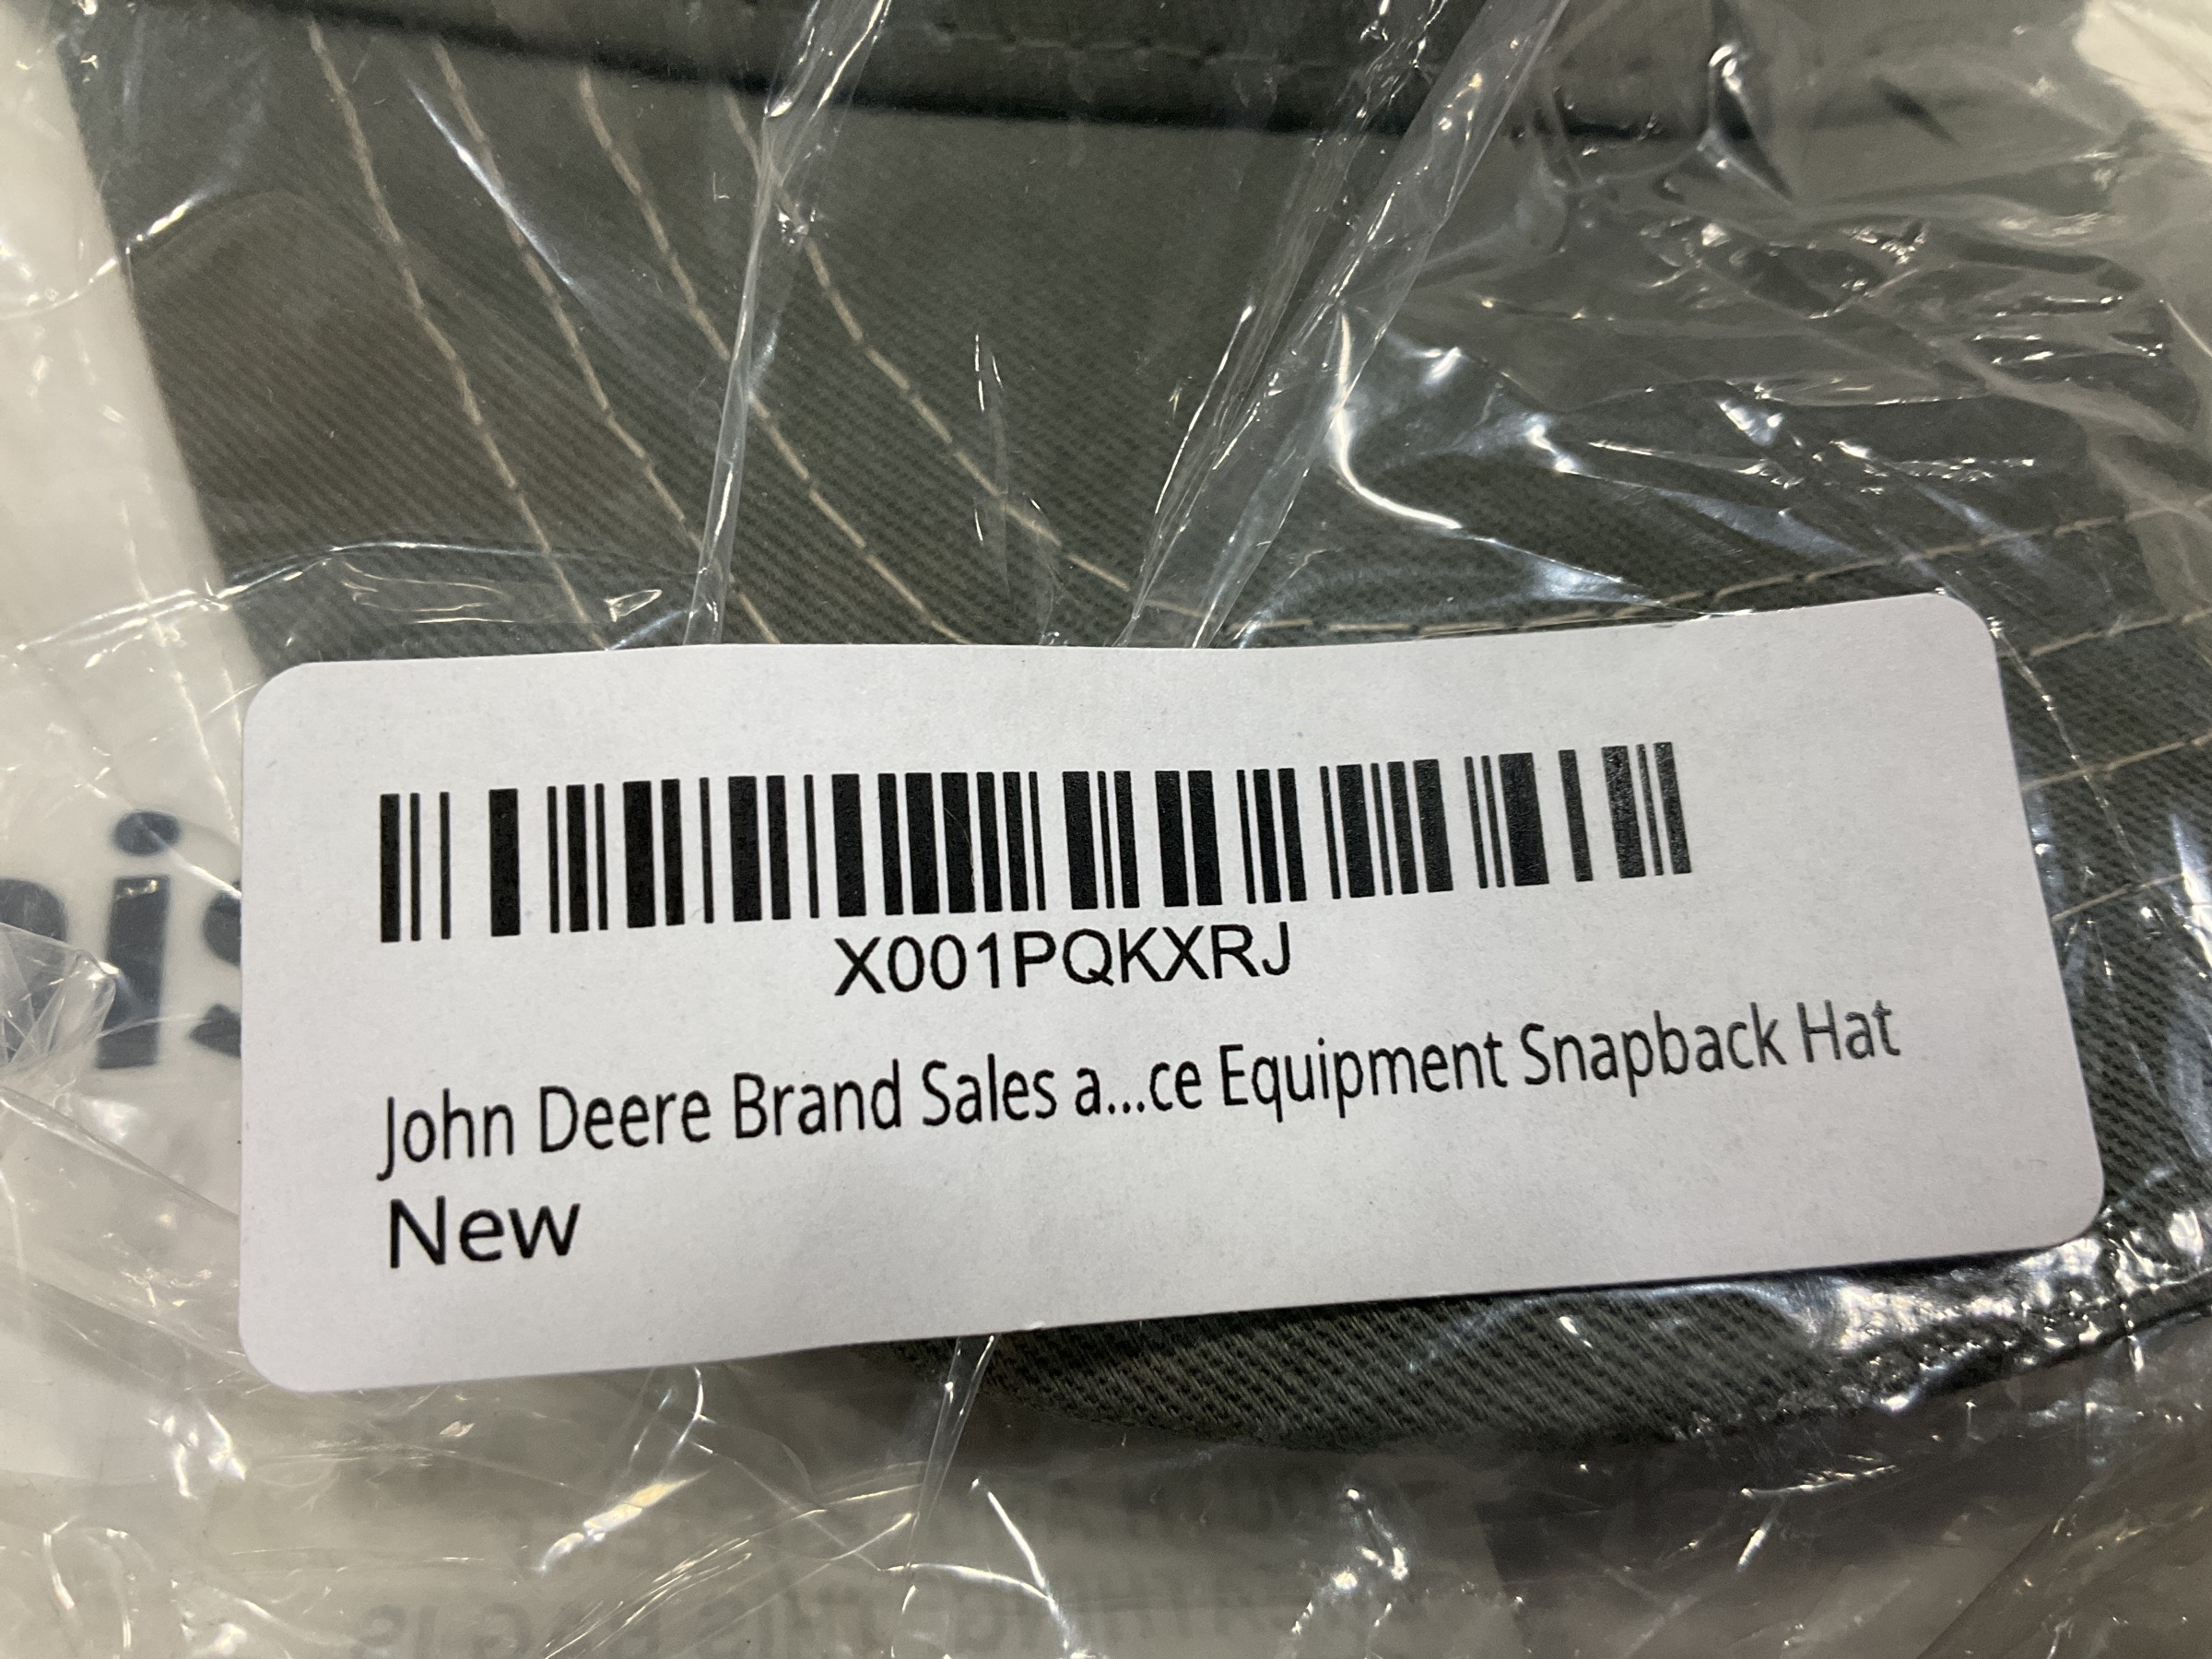 X001PQKXRJ
John Deere Brand Sales a...ce Equipment Snapback Hat
New